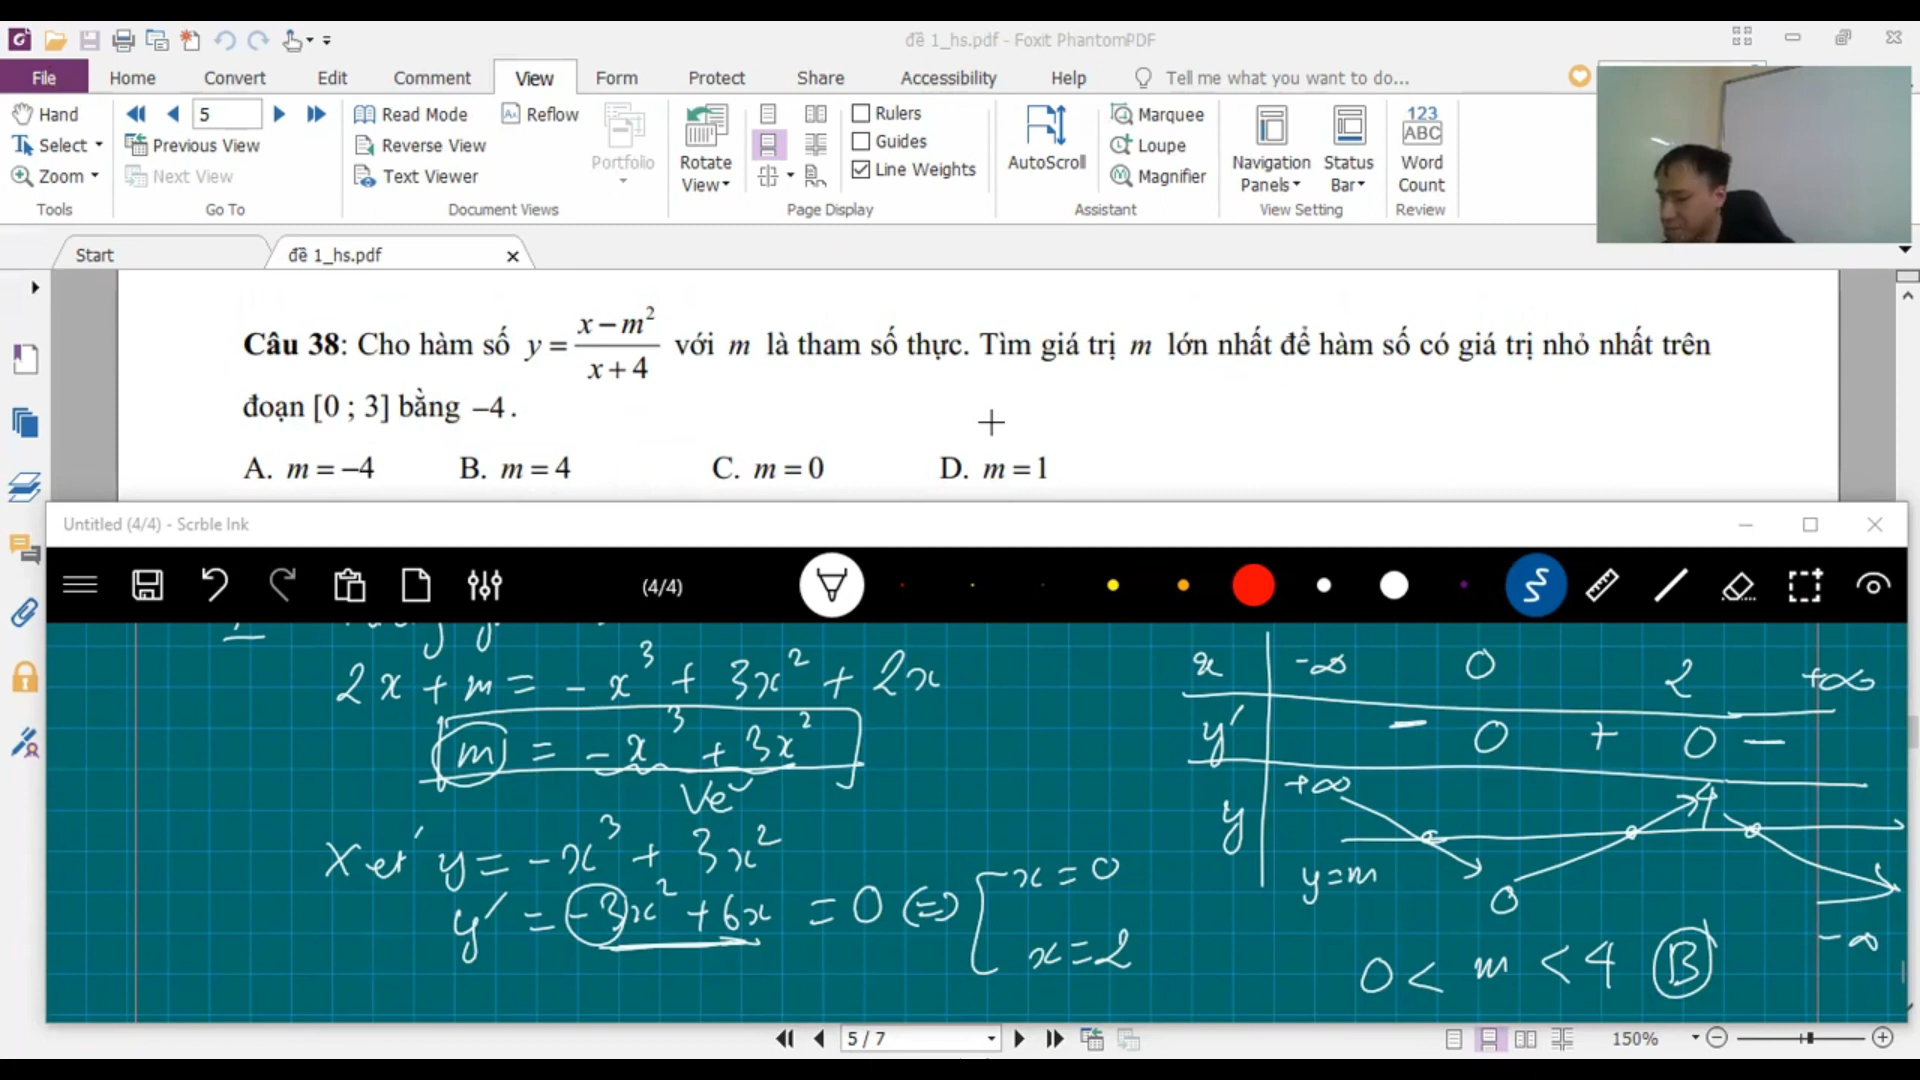 đề 1_hs.pdf - Foxit PhantomPDF
File Home Convert Edit Comment View Form Protect Share Accessibility Help Tell me what you want to do...
Hand 5 Read Mode Reflow Rulers Marquee 123
Select Previous View Reverse View Portfolio Rotate View Guides AutoScroll Loupe Navigation Panels Status Bar ABC Word Count
Zoom Next View Text Viewer Line Weights Magnifier
Tools Go To Document Views Page Display Assistant View Setting Review
Start đề 1_hs.pdf
Câu 38: Cho hàm số y = \frac{x - m^2}{x + 4} với m là tham số thực. Tìm giá trị m lớn nhất để hàm số có giá trị nhỏ nhất trên
đoạn [0 ; 3] bằng –4.
A. m = –4 B. m = 4 C. m = 0 D. m = 1
Untitled (4/4) - Scrble Ink
(4/4)
2x + m = - x³ + 3x² + 2x
m = - x³ + 3x²
Vẽ
Xét y = - x³ + 3x²
y' = -3x² + 6x = 0 <=> [ x = 0
x = 2
x -∞ 0 2 +∞
y' - 0 + 0 -
y +∞ 4
y = m
0
-∞
0 < m < 4 B
5 / 7 150%